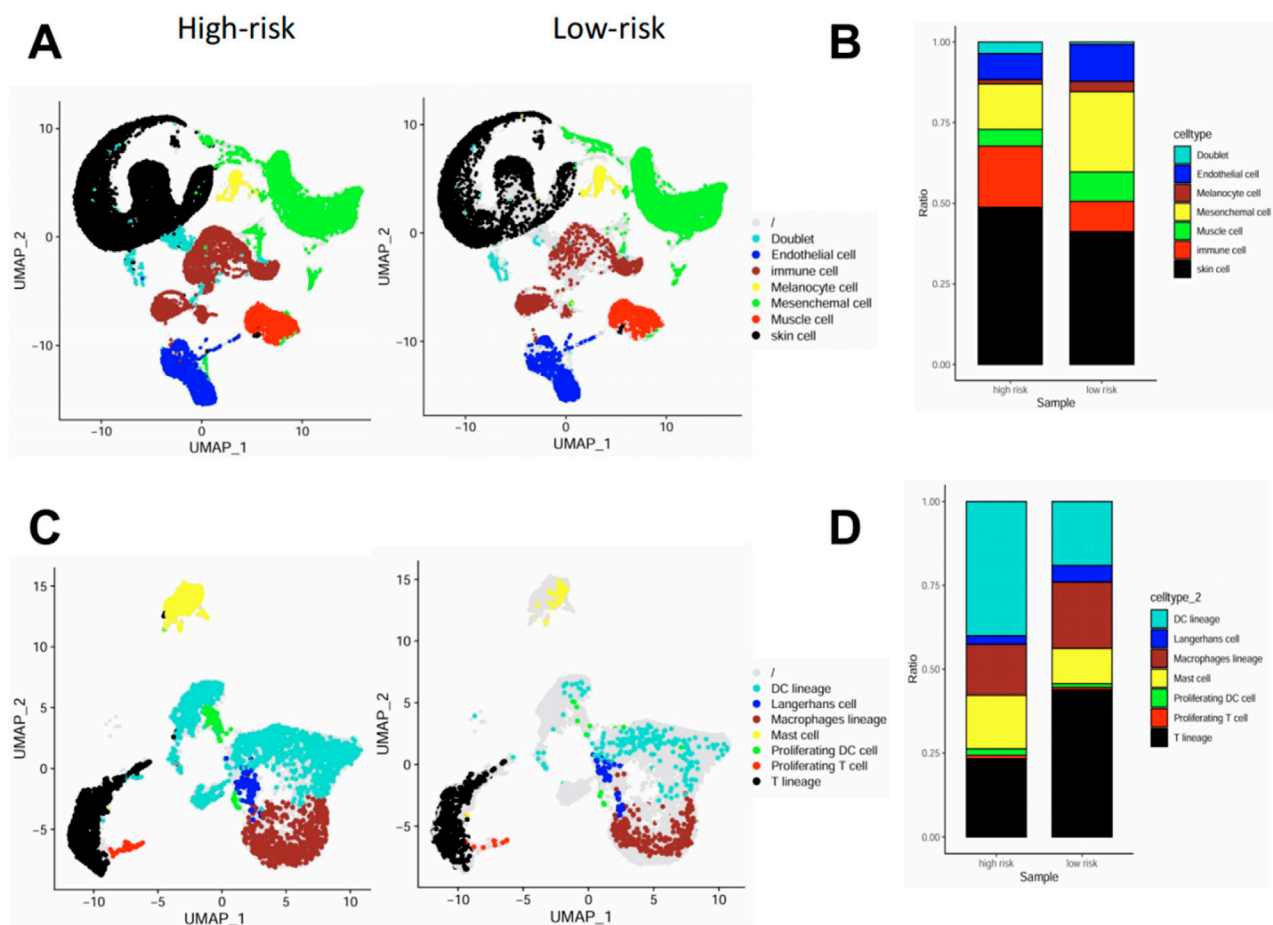 A
High-risk
Low-risk
B
UMAP_2
10
0
−10
−10
0
10
UMAP_1
UMAP_2
10
0
−10
−10
0
10
UMAP_1
/
Doublet
Endothelial cell
immune cell
Melanocyte cell
Mesenchemal cell
Muscle cell
skin cell
Ratio
1.00
0.75
0.50
0.25
0.00
high risk
low risk
Sample
celltype
Doublet
Endothelial cell
Melanocyte cell
Mesenchemal cell
Muscle cell
immune cell
skin cell
C
D
UMAP_2
15
10
5
0
−5
−10
−5
0
5
10
UMAP_1
UMAP_2
15
10
5
0
−5
−10
−5
0
5
10
UMAP_1
/
DC lineage
Langerhans cell
Macrophages lineage
Mast cell
Proliferating DC cell
Proliferating T cell
T lineage
Ratio
1.00
0.75
0.50
0.25
0.00
high risk
low risk
Sample
celltype_2
DC lineage
Langerhans cell
Macrophages lineage
Mast cell
Proliferating DC cell
Proliferating T cell
T lineage